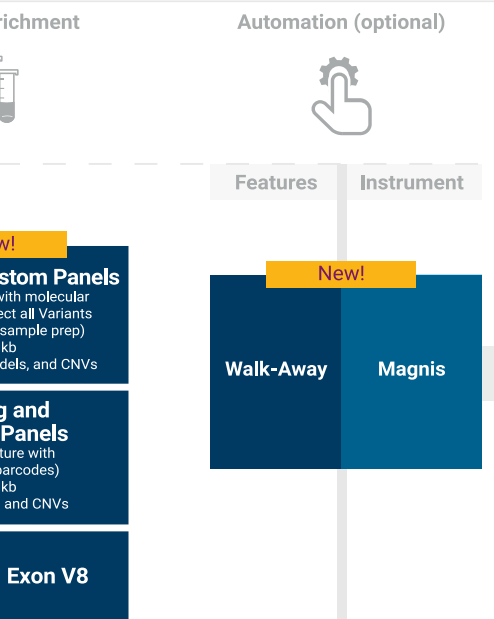 richment
Automation (optional)
Features
Instrument
w!
stom Panels
with molecular
ect all Variants
sample prep)
kb
dels, and CNVs
New!
Walk-Away
Magnis
g and
Panels
ture with
barcodes)
kb
and CNVs
Exon V8